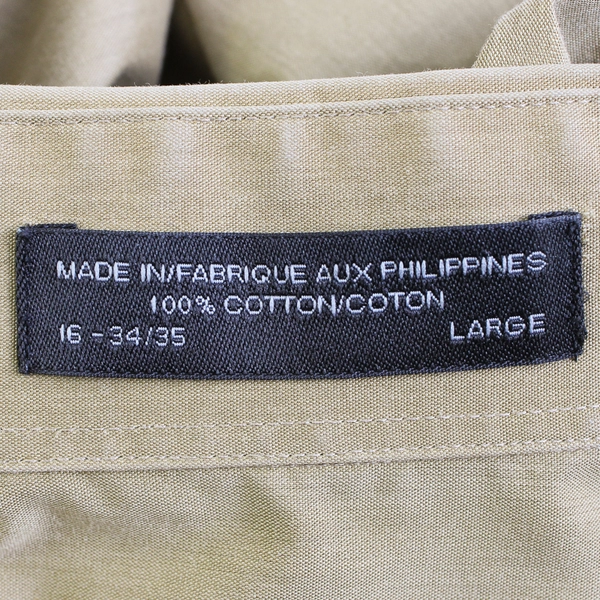 MADE IN/FABRIQUE AUX PHILIPPINES
100% COTTON/COTON
16 - 34/35 LARGE